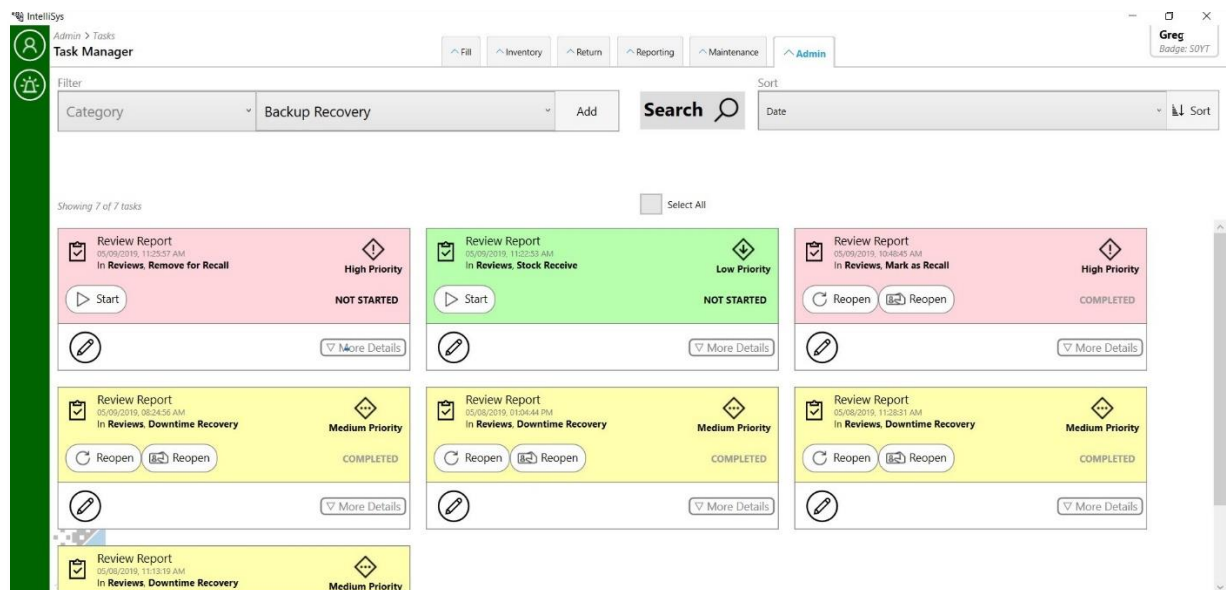 IntelliSys
Admin > Tasks
Task Manager
Fill
Inventory
Return
Reporting
Maintenance
Admin
Greg
Badge: S0YT
Filter
Category
Backup Recovery
Add
Search
Sort
Date
Sort
Showing 7 of 7 tasks
Select All
Review Report
05/09/2019, 11:25:57 AM
In Reviews, Remove for Recall
High Priority
Start
NOT STARTED
More Details
Review Report
05/09/2019, 11:22:53 AM
In Reviews, Stock Receive
Low Priority
Start
NOT STARTED
More Details
Review Report
05/09/2019, 10:48:45 AM
In Reviews, Mark as Recall
High Priority
Reopen
Reopen
COMPLETED
More Details
Review Report
05/09/2019, 08:24:56 AM
In Reviews, Downtime Recovery
Medium Priority
Reopen
Reopen
COMPLETED
More Details
Review Report
05/08/2019, 01:04:44 PM
In Reviews, Downtime Recovery
Medium Priority
Reopen
Reopen
COMPLETED
More Details
Review Report
05/08/2019, 11:28:31 AM
In Reviews, Downtime Recovery
Medium Priority
Reopen
Reopen
COMPLETED
More Details
Review Report
05/08/2019, 11:13:19 AM
In Reviews, Downtime Recovery
Medium Priority